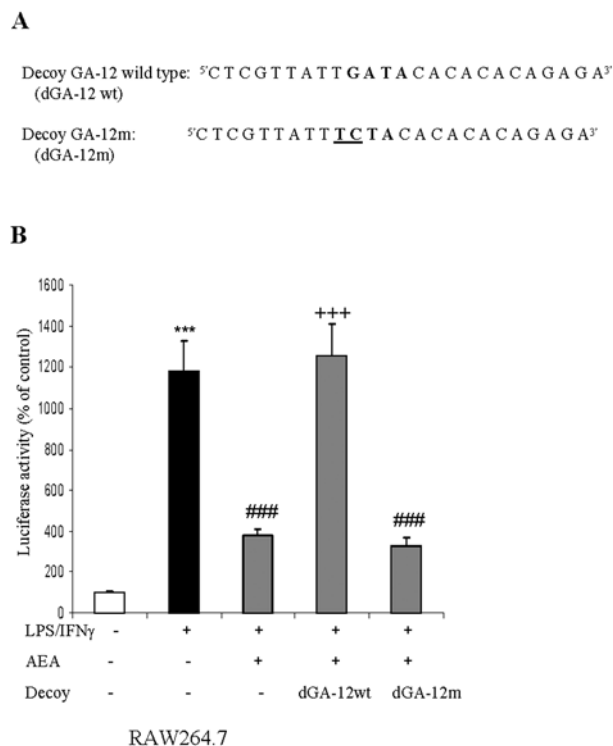 A
Decoy GA-12 wild type: 5'CTCGTTATTGATACACACACAGAGA3'
(dGA-12 wt)
Decoy GA-12m: 5'CTCGTTATTTCTACACACACAGAGA3'
(dGA-12m)
B
Luciferase activity (% of control)
1600
1400
1200
1000
800
600
400
200
0
***
###
+++
###
LPS/IFNγ - + + + +
AEA - - + + +
Decoy - - - dGA-12wt dGA-12m
RAW264.7